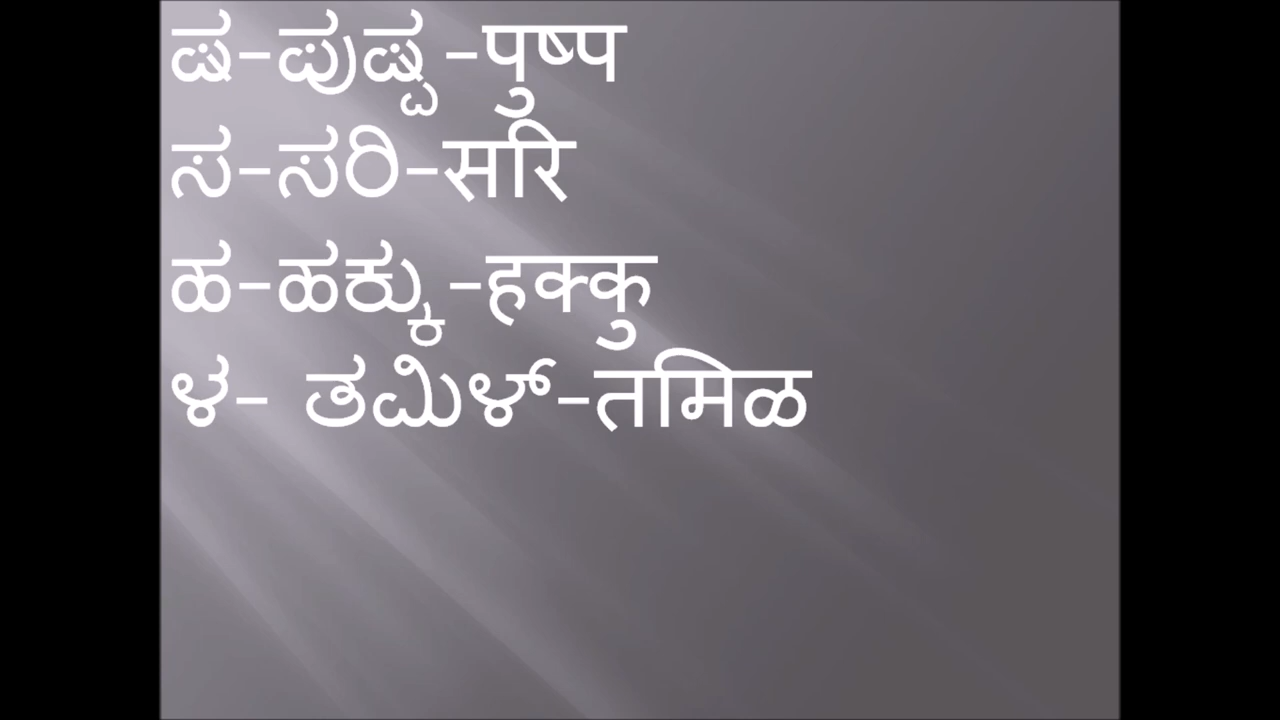 ಷ-ಪುಷ್ಪ-पुष्प
ಸ-ಸರಿ-सरि
ಹ-ಹಕ್ಕು-हक्कु
ಳ- ತಮಿಳ್-तमिळ